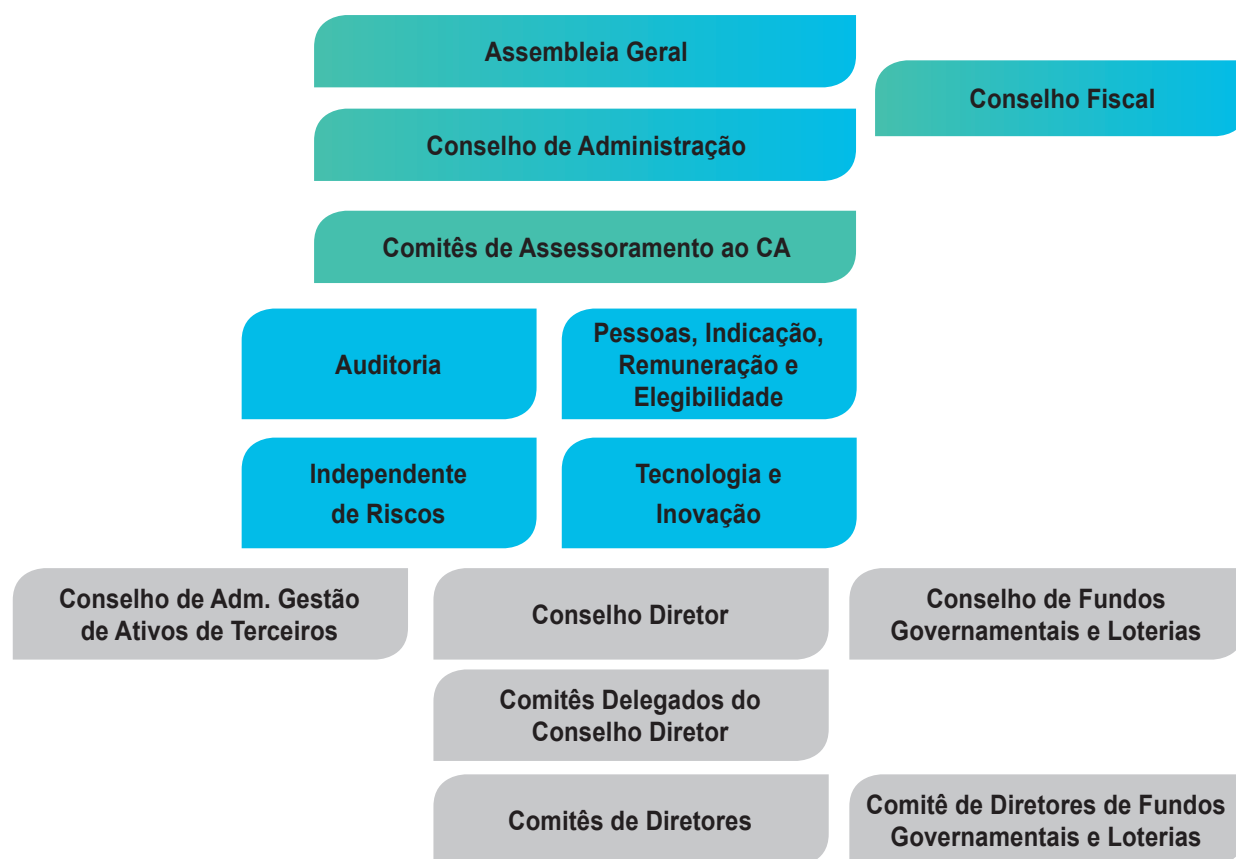 Assembleia Geral
Conselho Fiscal
Conselho de Administração
Comitês de Assessoramento ao CA
Auditoria
Pessoas, Indicação,
Remuneração e
Elegibilidade
Independente
de Riscos
Tecnologia e
Inovação
Conselho de Adm. Gestão
de Ativos de Terceiros
Conselho Diretor
Conselho de Fundos
Governamentais e Loterias
Comitês Delegados do
Conselho Diretor
Comitês de Diretores
Comitê de Diretores de Fundos
Governamentais e Loterias